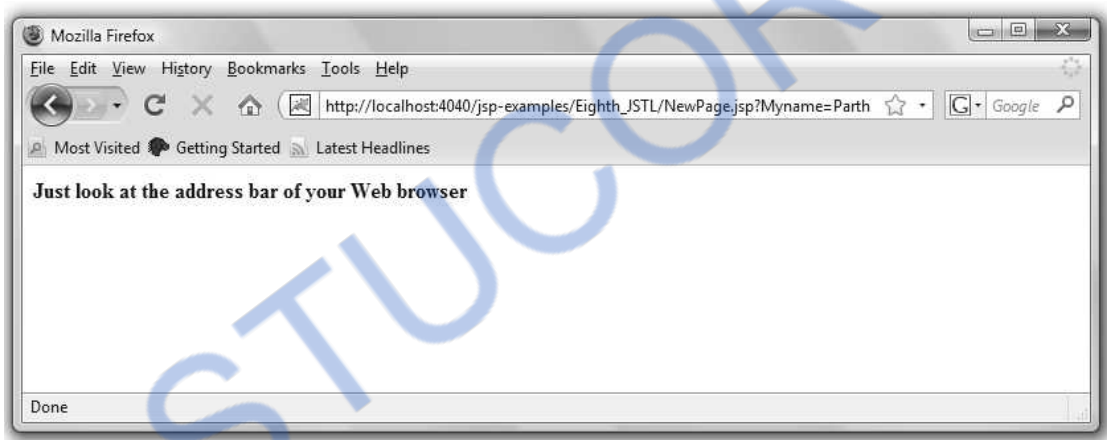 Mozilla Firefox
File Edit View History Bookmarks Tools Help
http://localhost:4040/jsp-examples/Eighth_JSTL/NewPage.jsp?Myname=Parth G Google
Most Visited Getting Started Latest Headlines
Just look at the address bar of your Web browser
Done
STUCOR